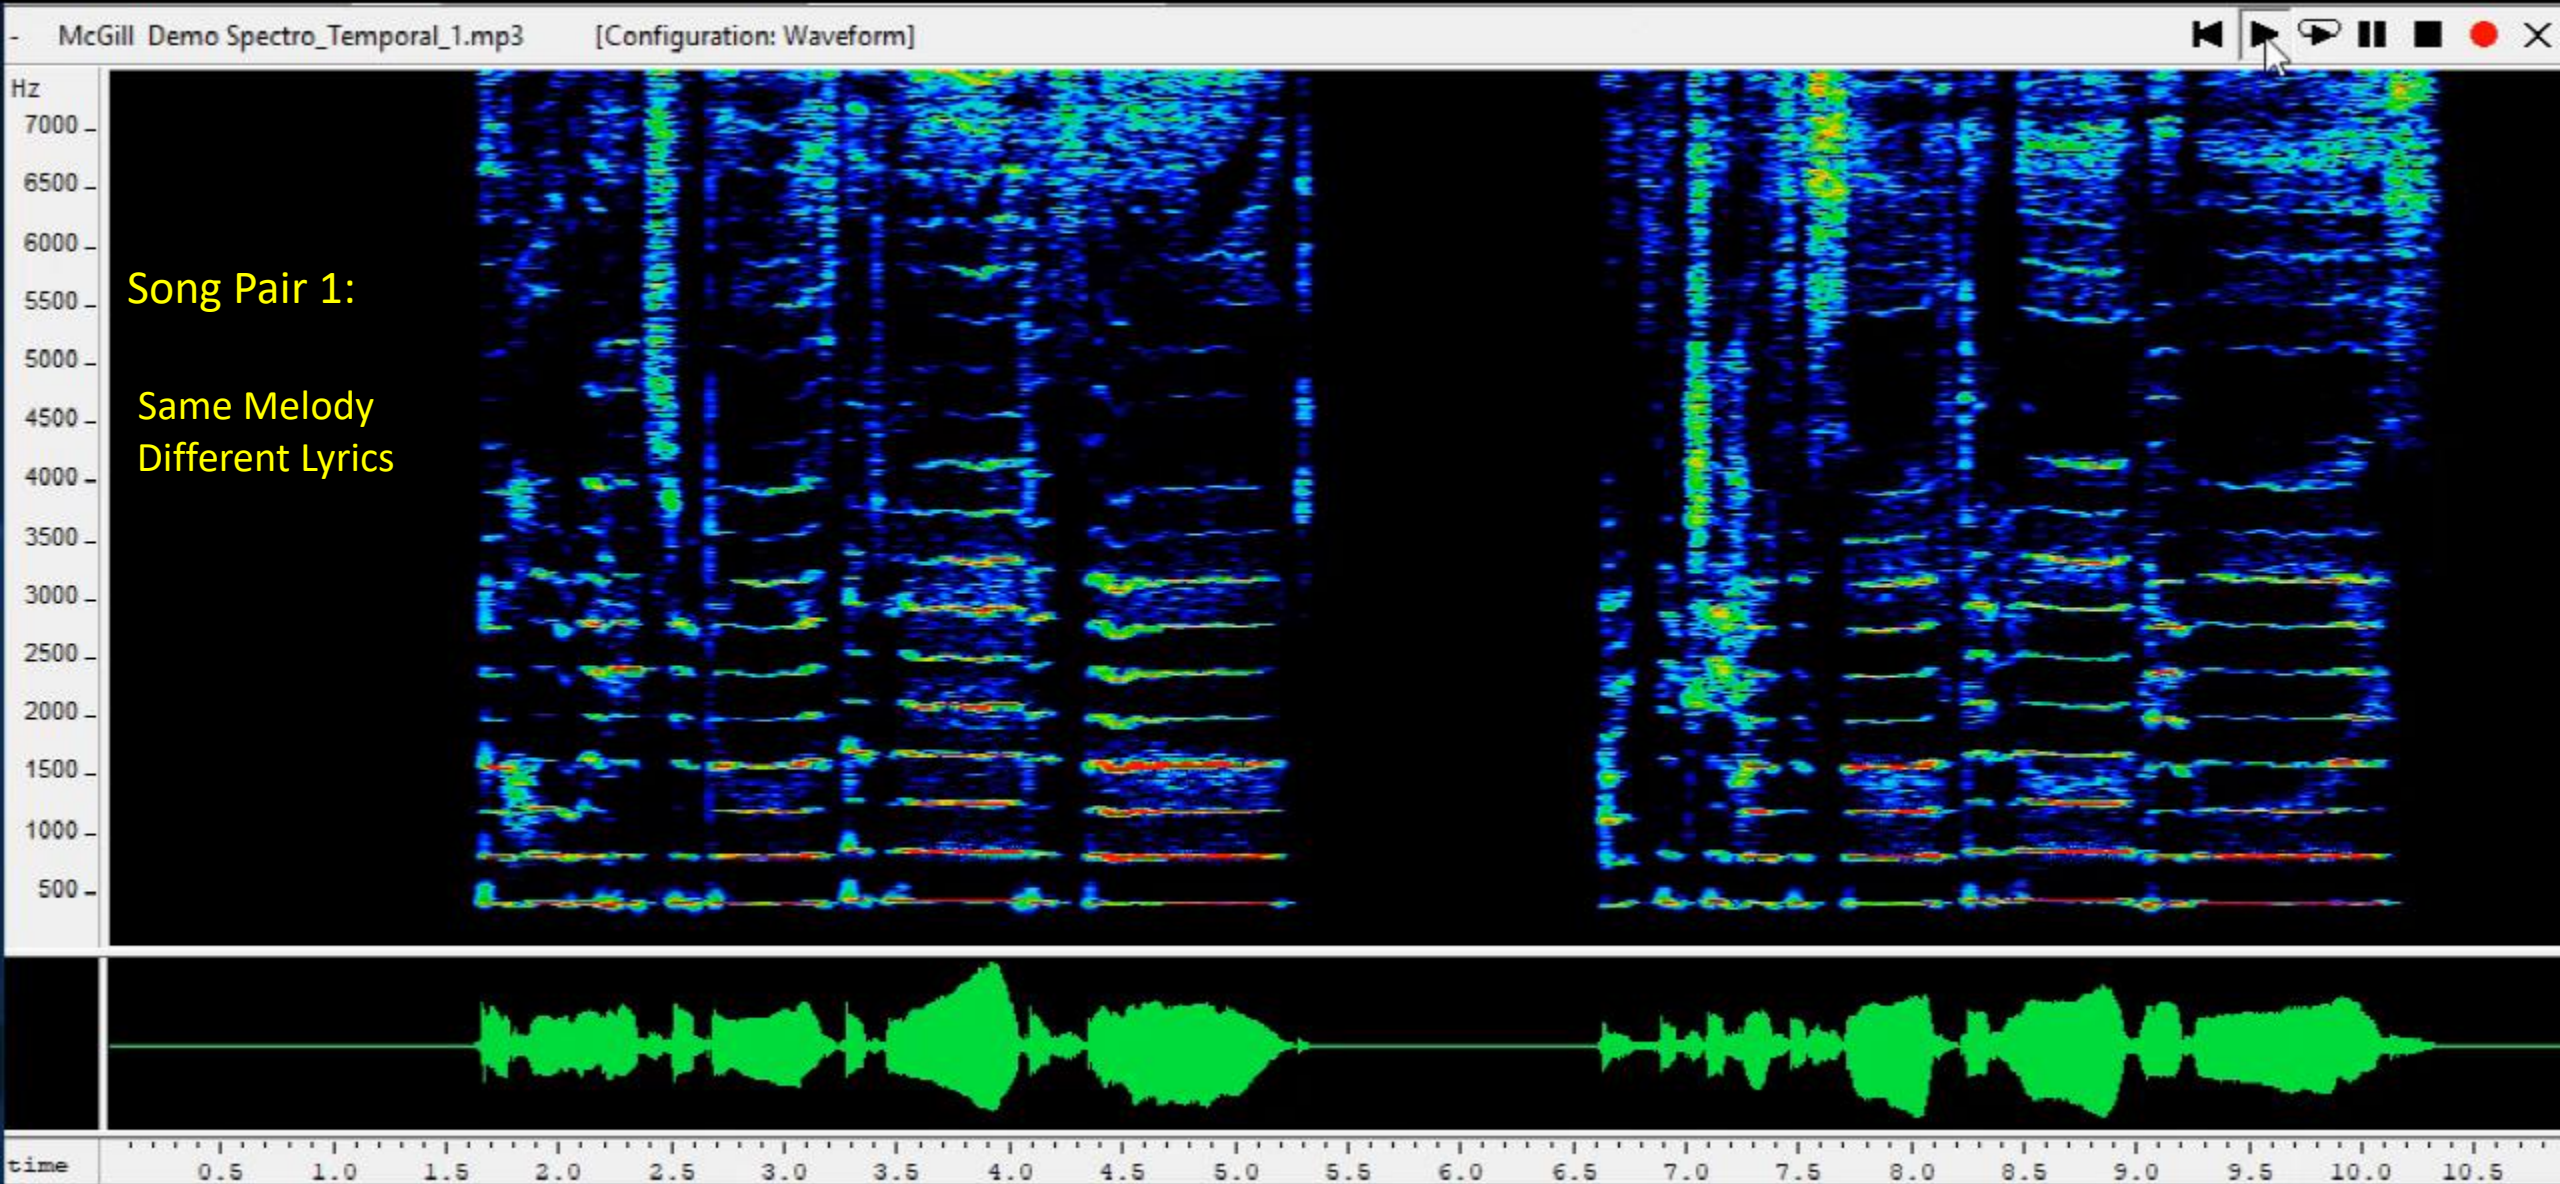 - McGill Demo Spectro_Temporal_1.mp3 [Configuration: Waveform]
Hz
7000
6500
6000
5500
5000
4500
4000
3500
3000
2500
2000
1500
1000
500
Song Pair 1:
Same Melody
Different Lyrics
time 0.5 1.0 1.5 2.0 2.5 3.0 3.5 4.0 4.5 5.0 5.5 6.0 6.5 7.0 7.5 8.0 8.5 9.0 9.5 10.0 10.5